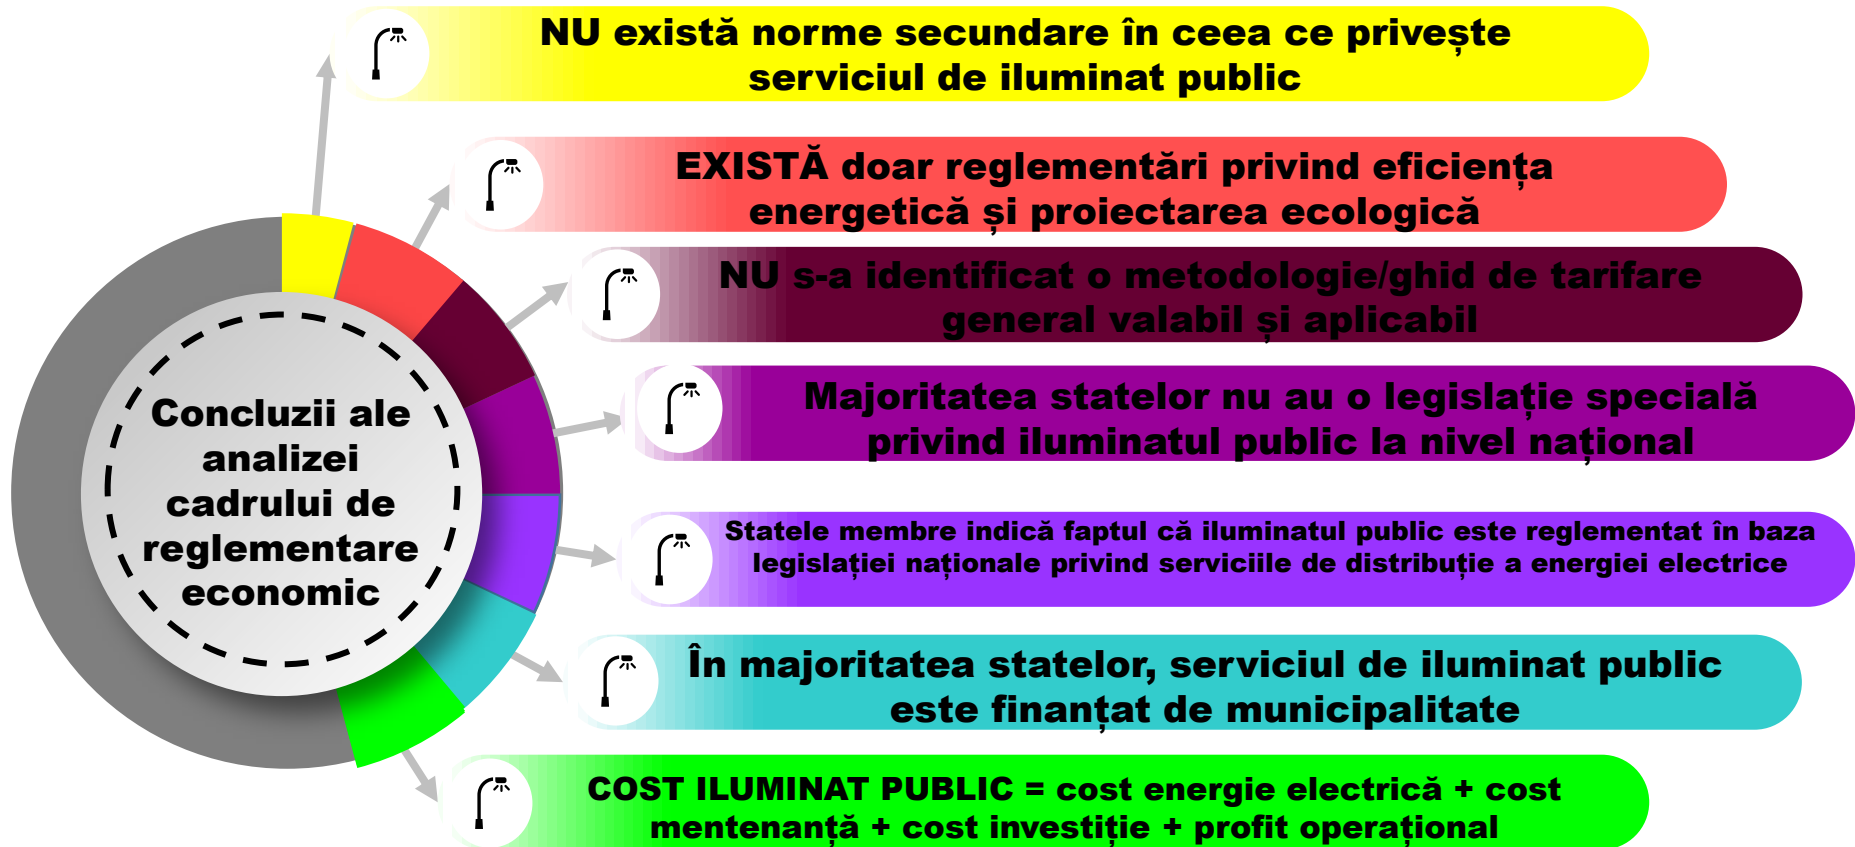 NU există norme secundare în ceea ce privește
serviciul de iluminat public
EXISTĂ doar reglementări privind eficiența
energetică și proiectarea ecologică
NU s-a identificat o metodologie/ghid de tarifare
general valabil și aplicabil
Majoritatea statelor nu au o legislație specială
privind iluminatul public la nivel național
Concluzii ale
analizei
cadrului de
reglementare
economic
Statele membre indică faptul că iluminatul public este reglementat în baza
legislației naționale privind serviciile de distribuție a energiei electrice
În majoritatea statelor, serviciul de iluminat public
este finanțat de municipalitate
COST ILUMINAT PUBLIC = cost energie electrică + cost
mentenanță + cost investiție + profit operațional